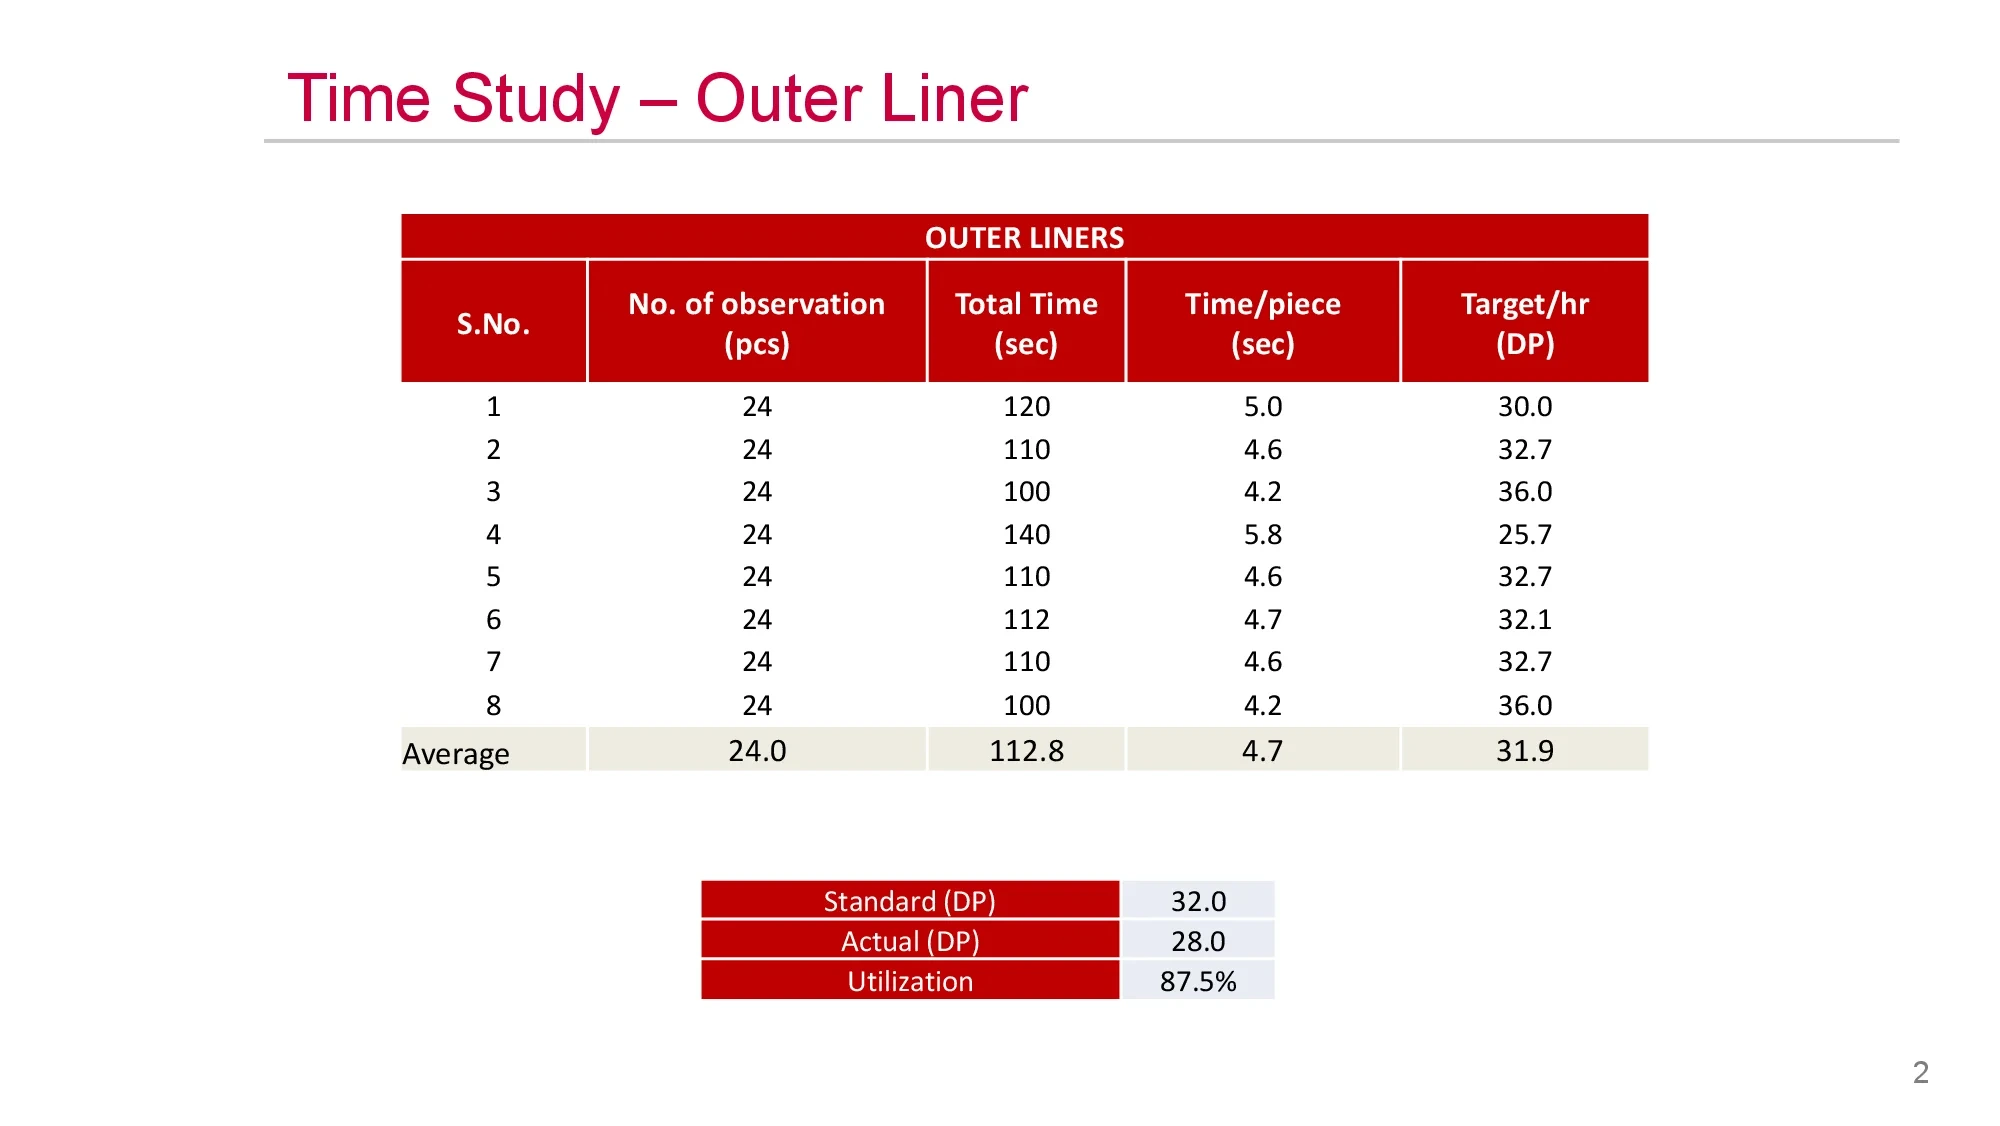 Time Study – Outer Liner
OUTER LINERS
S.No. No. of observation (pcs) Total Time (sec) Time/piece (sec) Target/hr (DP)
1 24 120 5.0 30.0
2 24 110 4.6 32.7
3 24 100 4.2 36.0
4 24 140 5.8 25.7
5 24 110 4.6 32.7
6 24 112 4.7 32.1
7 24 110 4.6 32.7
8 24 100 4.2 36.0
Average 24.0 112.8 4.7 31.9
Standard (DP) 32.0
Actual (DP) 28.0
Utilization 87.5%
2